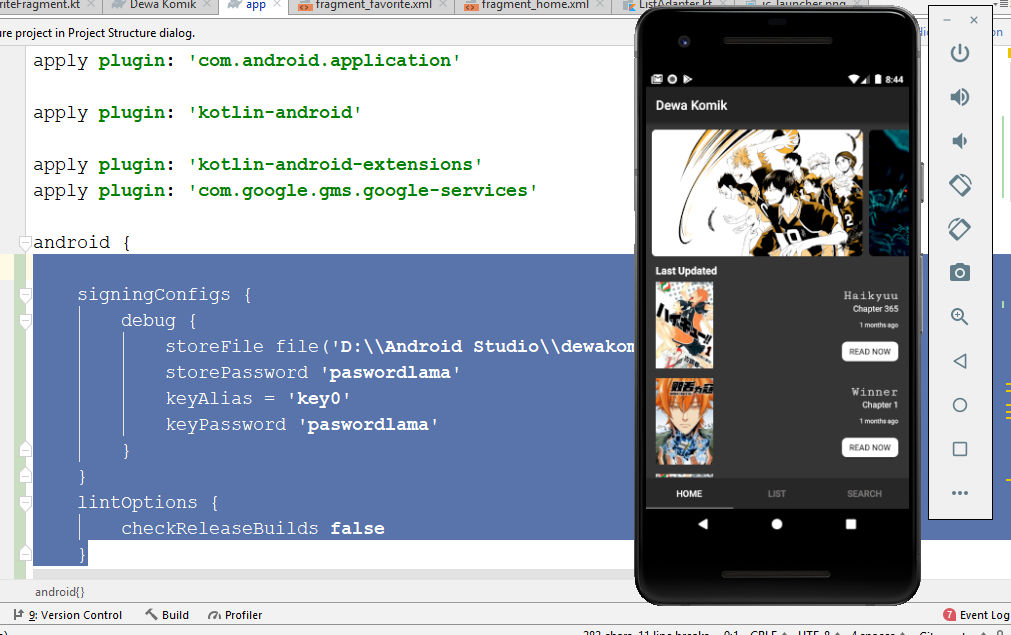 riteFragment.kt
Dewa Komik
app
fragment_favorite.xml
fragment_home.xml
ListAdapter.kt
ic_launcher.png
ure project in Project Structure dialog.
apply plugin: 'com.android.application'
apply plugin: 'kotlin-android'
apply plugin: 'kotlin-android-extensions'
apply plugin: 'com.google.gms.google-services'
android {
signingConfigs {
debug {
storeFile file('D:\\Android Studio\\dewakom
storePassword 'paswordlama'
keyAlias = 'key0'
keyPassword 'paswordlama'
}
}
lintOptions {
checkReleaseBuilds false
}
android{}
9: Version Control
Build
Profiler
7 Event Log
8:44
Dewa Komik
Last Updated
Haikyuu
Chapter 365
1 months ago
READ NOW
Winner
Chapter 1
1 months ago
READ NOW
HOME
LIST
SEARCH